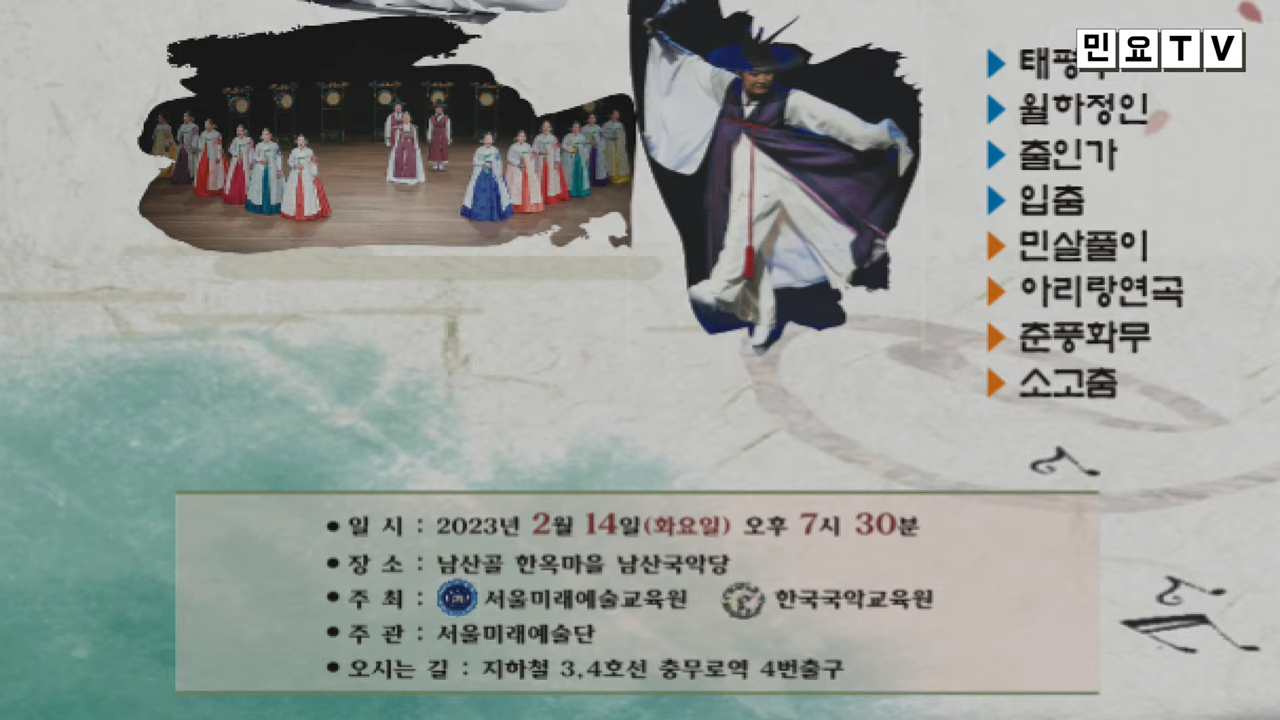 민요TV
월하정인
출인가
입춤
민살풀이
아리랑연곡
춘풍화무
소고춤
● 일 시 : 2023년 2월 14일(화요일) 오후 7시 30분
● 장 소 : 남산골 한옥마을 남산국악당
● 주 최 : 서울미래예술교육원 한국국악교육원
● 주 관 : 서울미래예술단
● 오시는 길 : 지하철 3,4호선 충무로역 4번출구